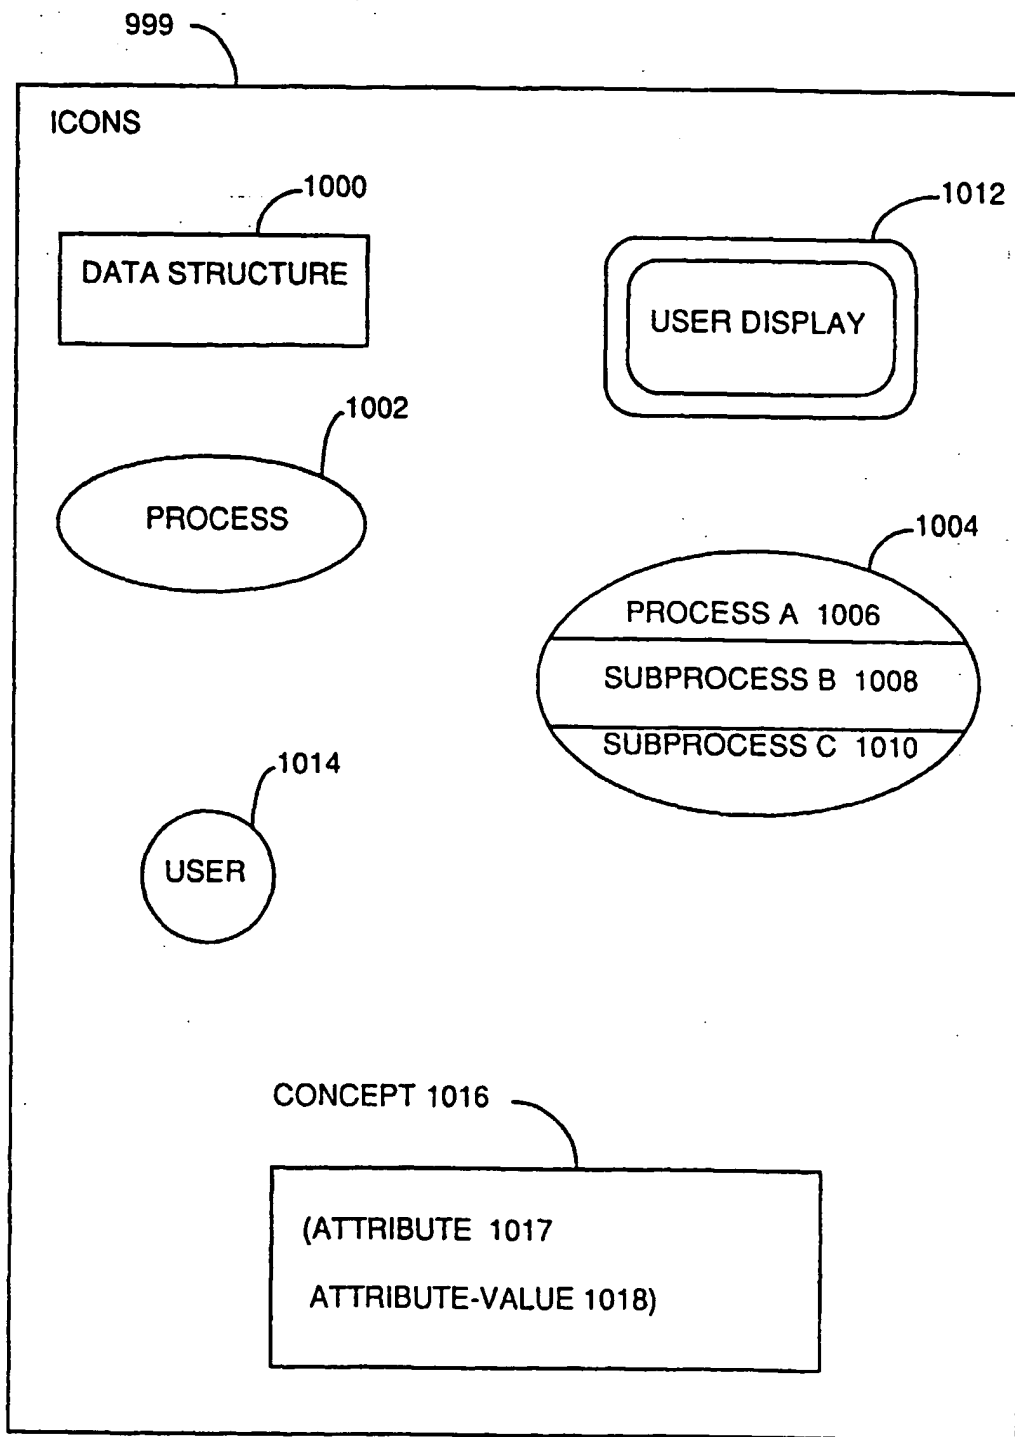 999
ICONS
1000
DATA STRUCTURE
1012
USER DISPLAY
1002
PROCESS
1004
PROCESS A 1006
SUBPROCESS B 1008
SUBPROCESS C 1010
1014
USER
CONCEPT 1016
(ATTRIBUTE 1017
ATTRIBUTE-VALUE 1018)